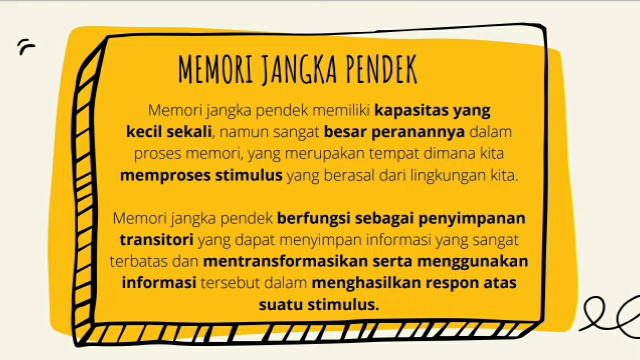 MEMORI JANGKA PENDEK
Memori jangka pendek memiliki kapasitas yang
kecil sekali, namun sangat besar peranannya dalam
proses memori, yang merupakan tempat dimana kita
memproses stimulus yang berasal dari lingkungan kita.
Memori jangka pendek berfungsi sebagai penyimpanan
transitori yang dapat menyimpan informasi yang sangat
terbatas dan mentransformasikan serta menggunakan
informasi tersebut dalam menghasilkan respon atas
suatu stimulus.